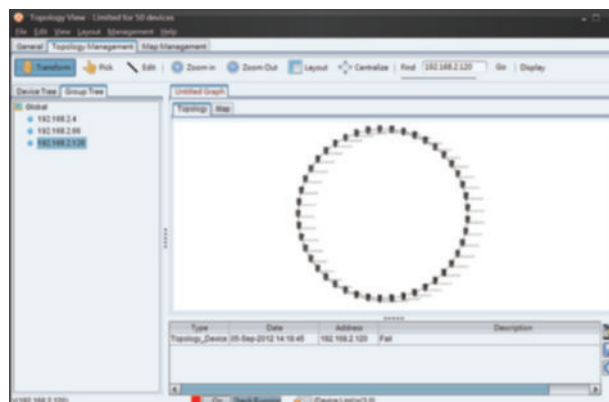 Topology View - Limited for 50 devices
File Edit View Layout Management Help
General Topology Management Map Management
Transform Pick Edit Zoom in Zoom Out Layout Centralize Find 192.168.2.120 Go Display
Device Tree Group Tree
Untitled Graph
Topology Map
Global
192.168.2.4
192.168.2.66
192.168.2.120
Type Date Address Description
Topology_Device 05-Sep-2012 14:18:45 192.168.2.120 Fail